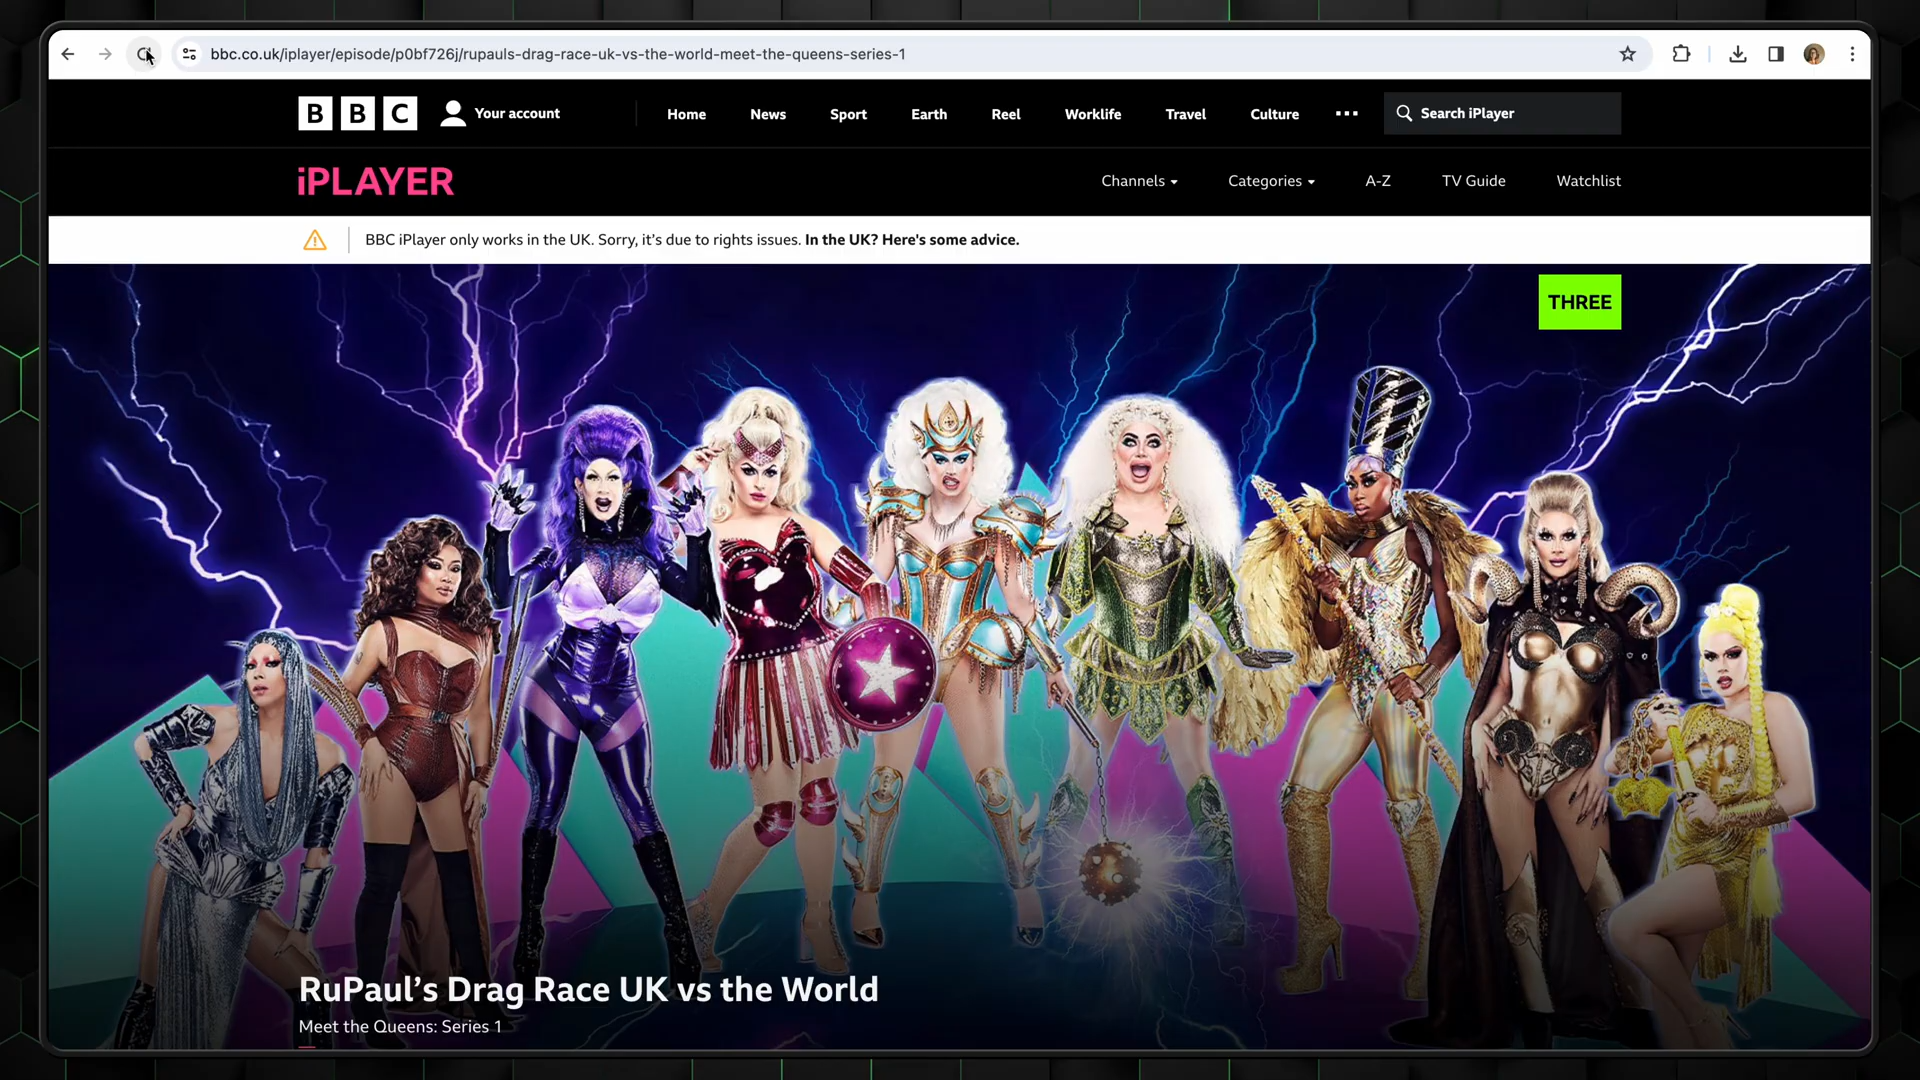 bbc.co.uk/iplayer/episode/p0bf726j/rupauls-drag-race-uk-vs-the-world-meet-the-queens-series-1
BBC Your account Home News Sport Earth Reel Worklife Travel Culture Search iPlayer
iPLAYER Channels Categories A-Z TV Guide Watchlist
BBC iPlayer only works in the UK. Sorry, it’s due to rights issues. In the UK? Here's some advice.
THREE
RuPaul’s Drag Race UK vs the World
Meet the Queens: Series 1